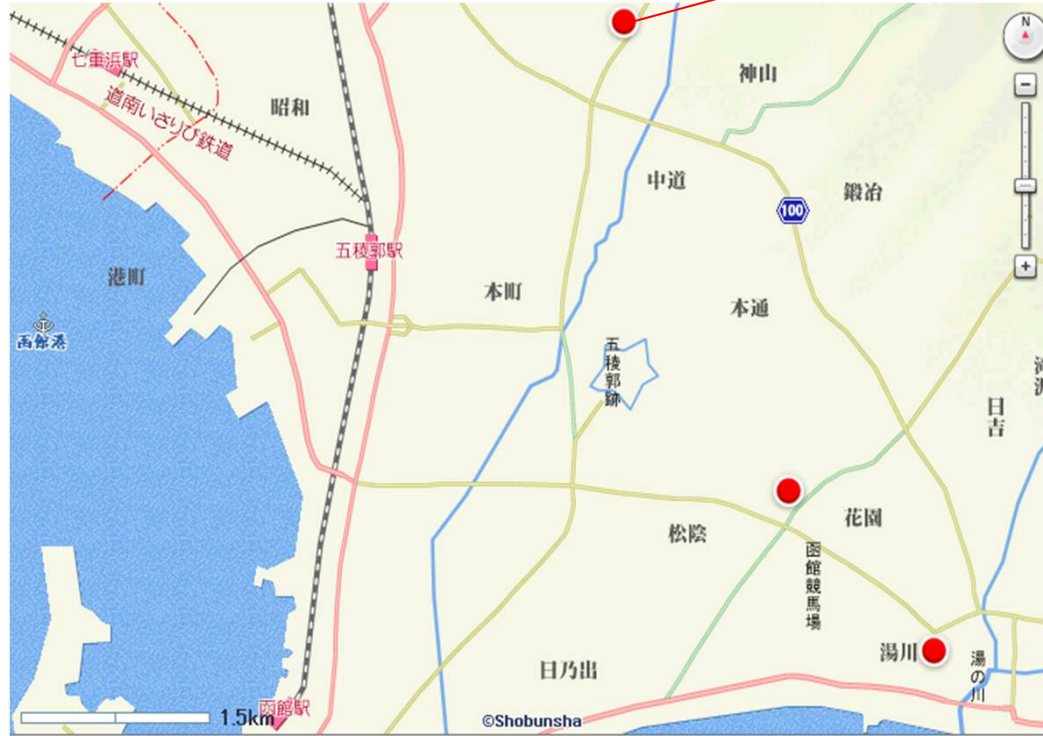 N
七重浜駅
神山
道南いさりび鉄道
昭和
中道
鍛冶
100
五稜郭駅
港町
本町
本通
函館港
五稜郭跡
日吉
松陰
花園
函館競馬場
湯川
湯の川
日乃出
1.5km
函館駅
©Shobunsha